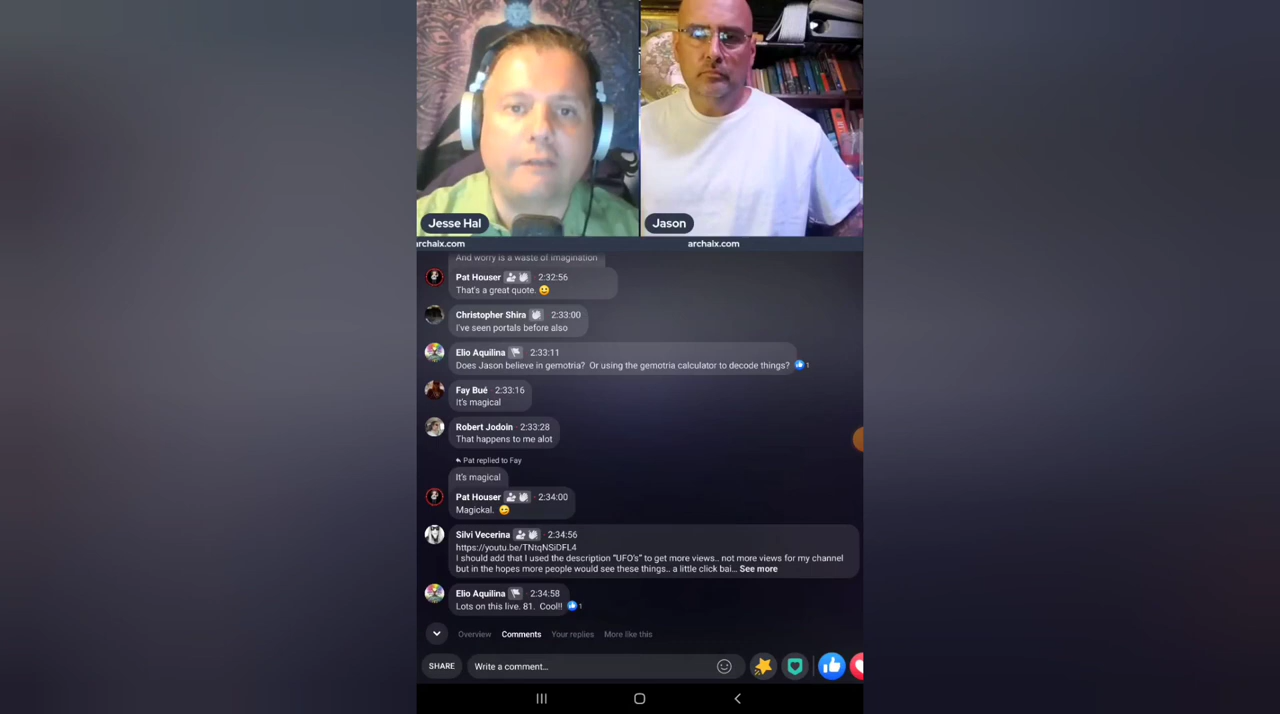 Jesse Hal
Jason
archaix.com
archaix.com
And worry is a waste of imagination
Pat Houser 2:32:56
That's a great quote.
Christopher Shira 2:33:00
I've seen portals before also
Elio Aquilina 2:33:11
Does Jason believe in gemotria? Or using the gemotria calculator to decode things?
1
Fay Bué 2:33:16
It's magical
Robert Jodoin · 2:33:28
That happens to me alot
Pat replied to Fay
It's magical
Pat Houser · 2:34:00
Magickal.
Silvi Vecerina · 2:34:56
https://youtu.be/TNtqNSiDFL4
I should add that I used the description “UFO's” to get more views.. not more views for my channel
but in the hopes more people would see these things.. a little click bai... See more
Elio Aquilina · 2:34:58
Lots on this live. 81. Cool!!
1
Overview Comments Your replies More like this
SHARE Write a comment...